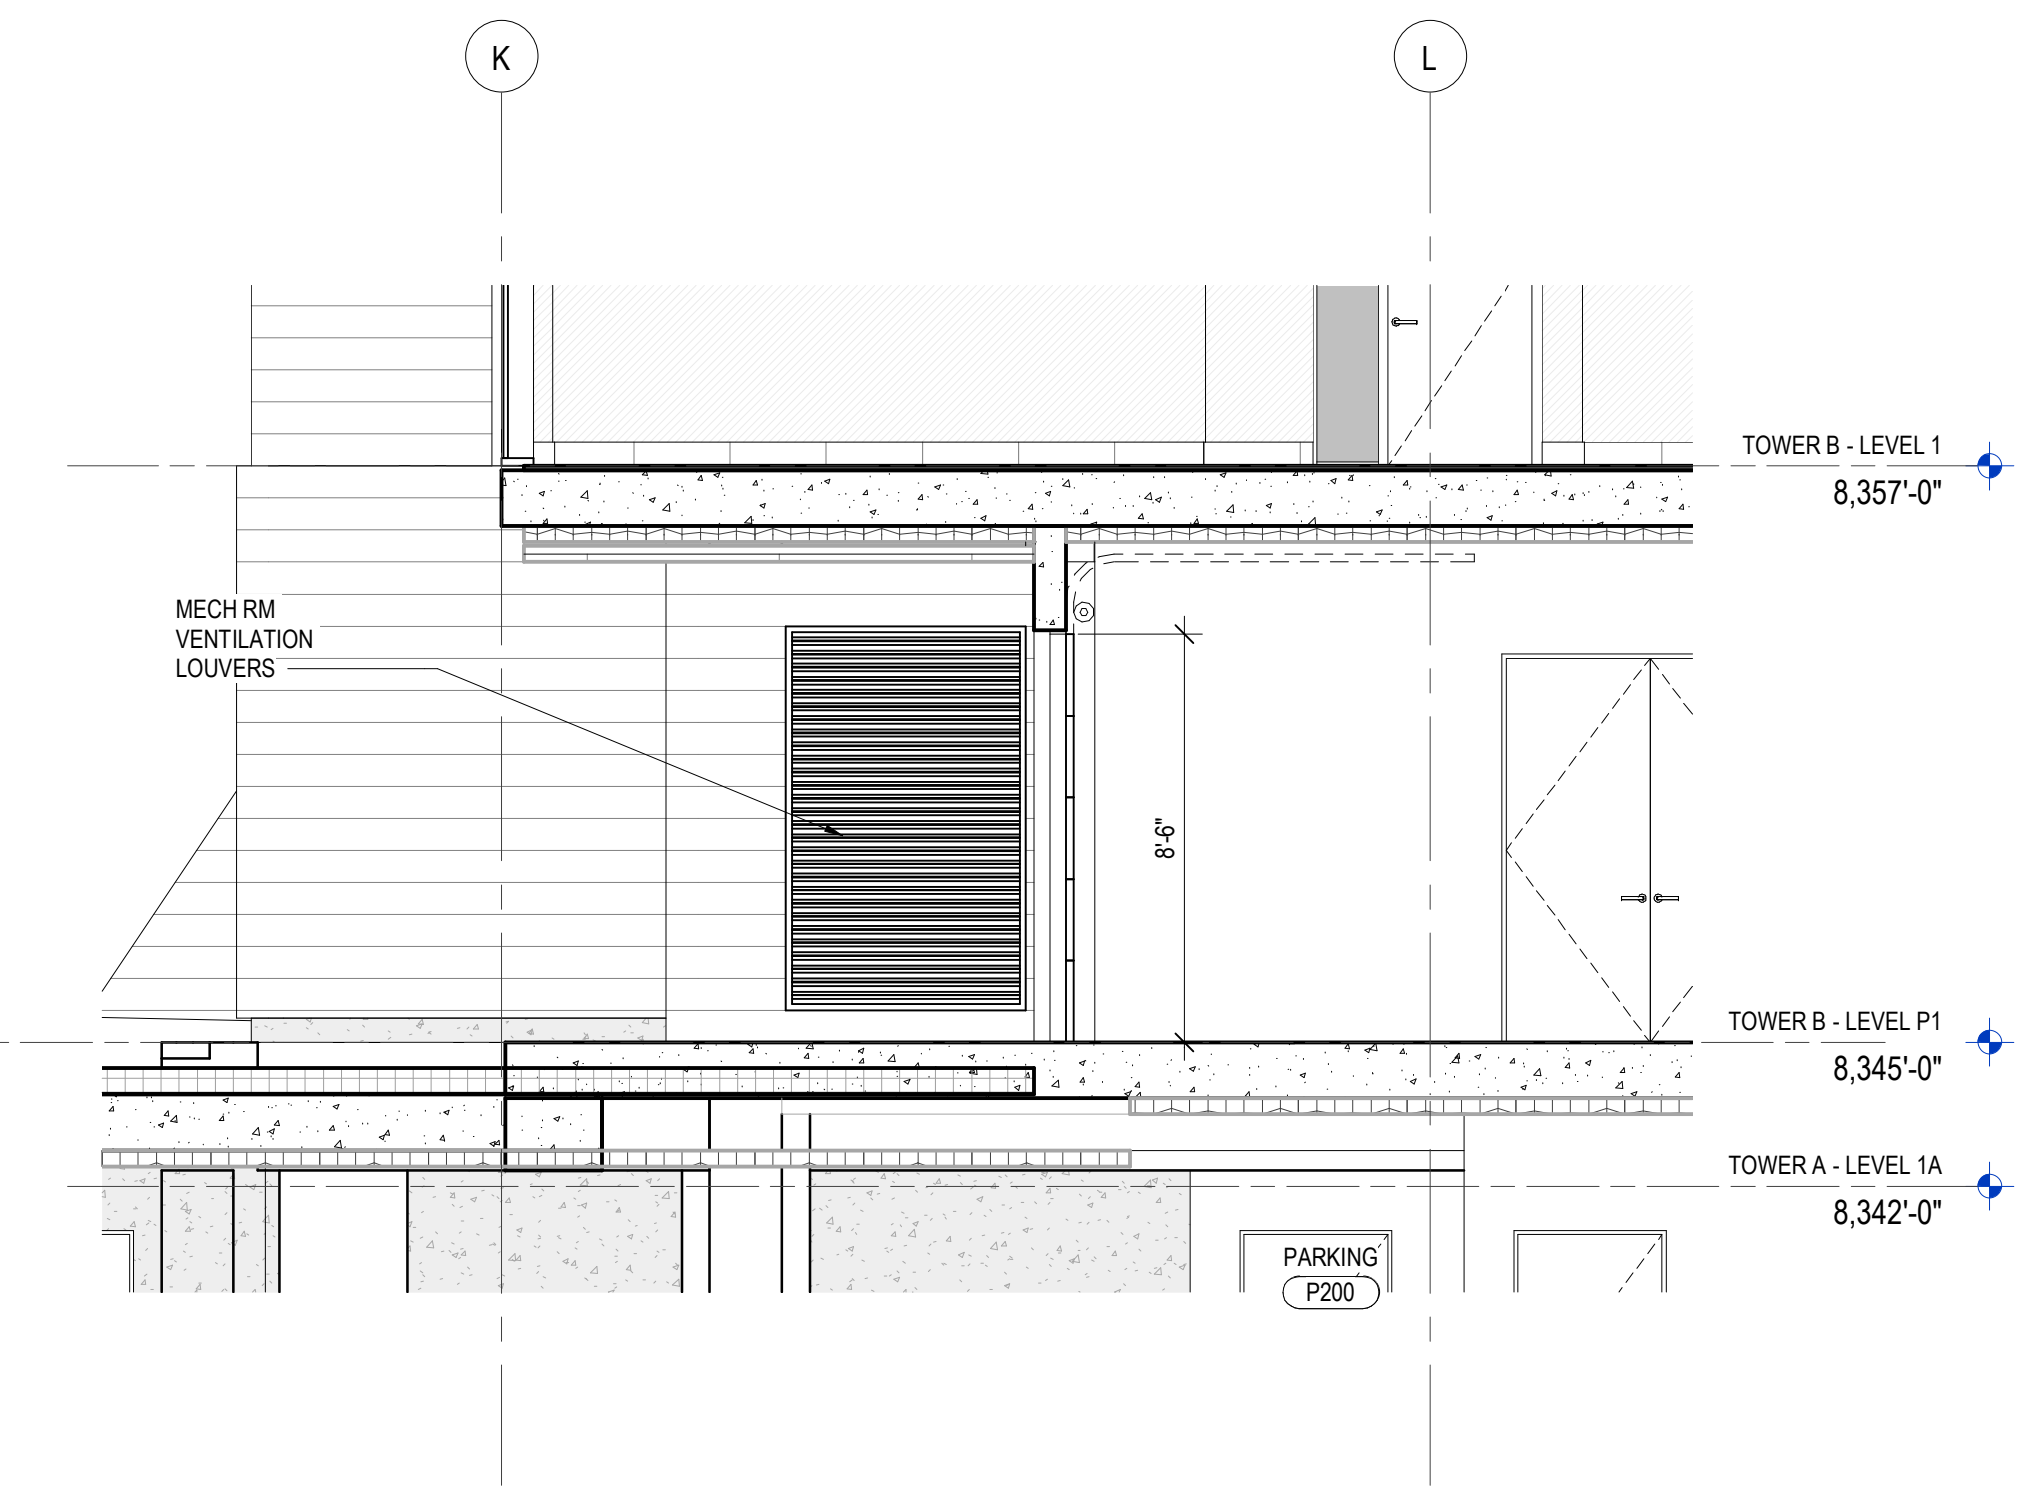 K
L
TOWER B - LEVEL 1
8,357'-0"
MECH RM
VENTILATION
LOUVERS
8'-6"
TOWER B - LEVEL P1
8,345'-0"
TOWER A - LEVEL 1A
8,342'-0"
PARKING
P200